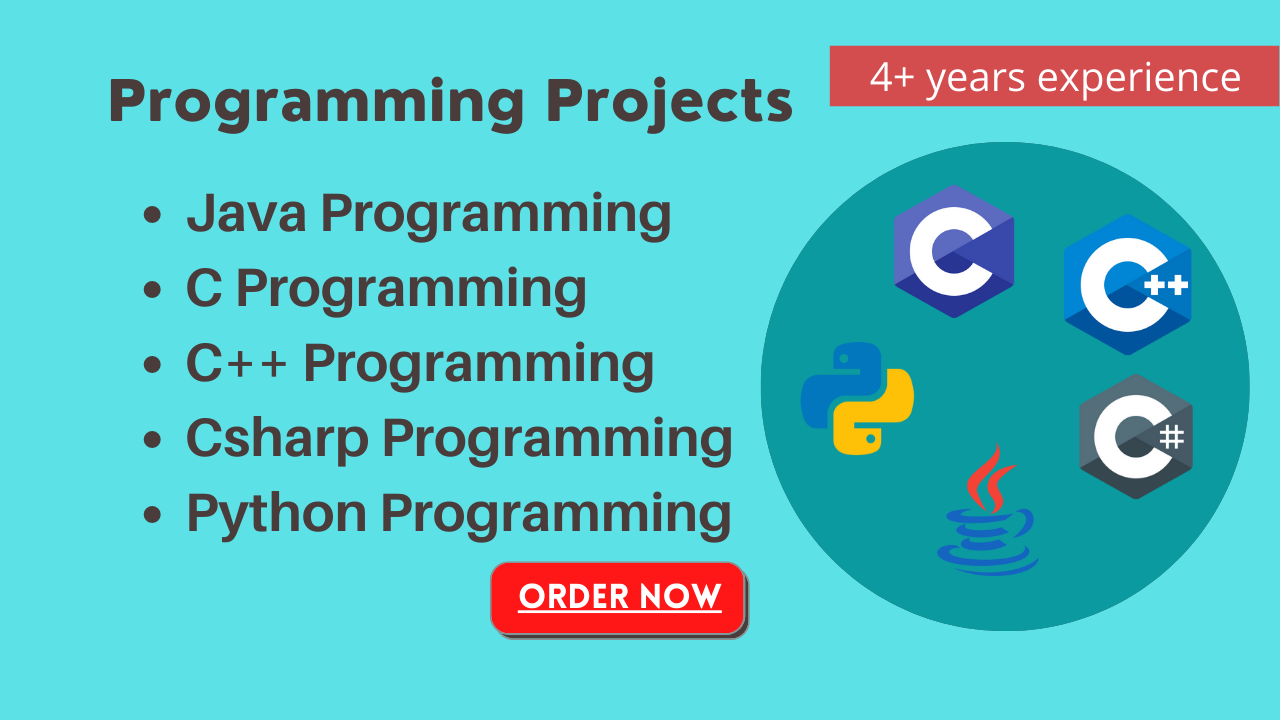 Programming Projects
4+ years experience
• Java Programming
• C Programming
• C++ Programming
• Csharp Programming
• Python Programming
ORDER NOW
C
C++
C#